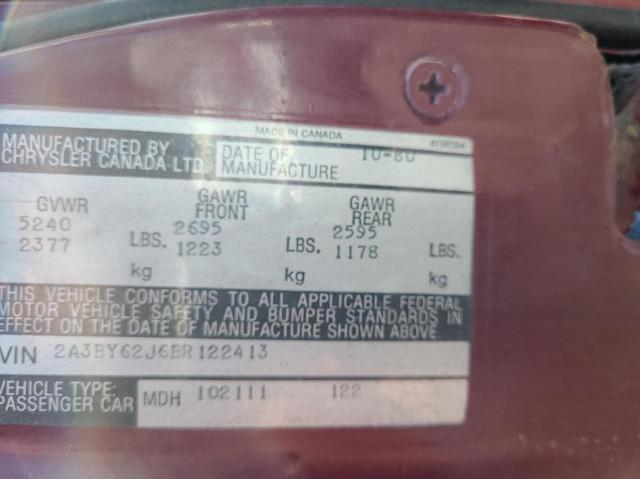 MADE IN CANADA
MANUFACTURED BY DATE OF 10-80
CHRYSLER CANADA LTD. MANUFACTURE
GVWR GAWR FRONT GAWR REAR
5240 LBS. 2695 LBS. 2595 LBS.
2377 kg 1223 kg 1178 kg
THIS VEHICLE CONFORMS TO ALL APPLICABLE FEDERAL
MOTOR VEHICLE SAFETY AND BUMPER STANDARDS IN
EFFECT ON THE DATE OF MANUFACTURE SHOWN ABOVE.
VIN 2A3BY62J6BR122413
VEHICLE TYPE: PASSENGER CAR MDH 102111 122